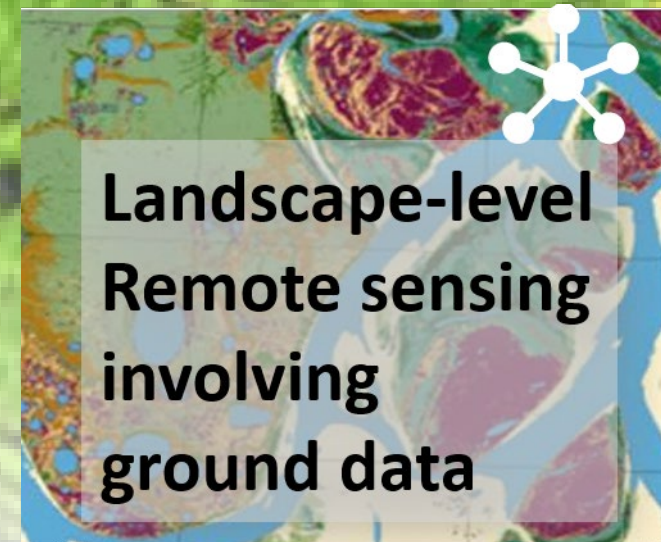 Landscape-level
Remote sensing
involving
ground data